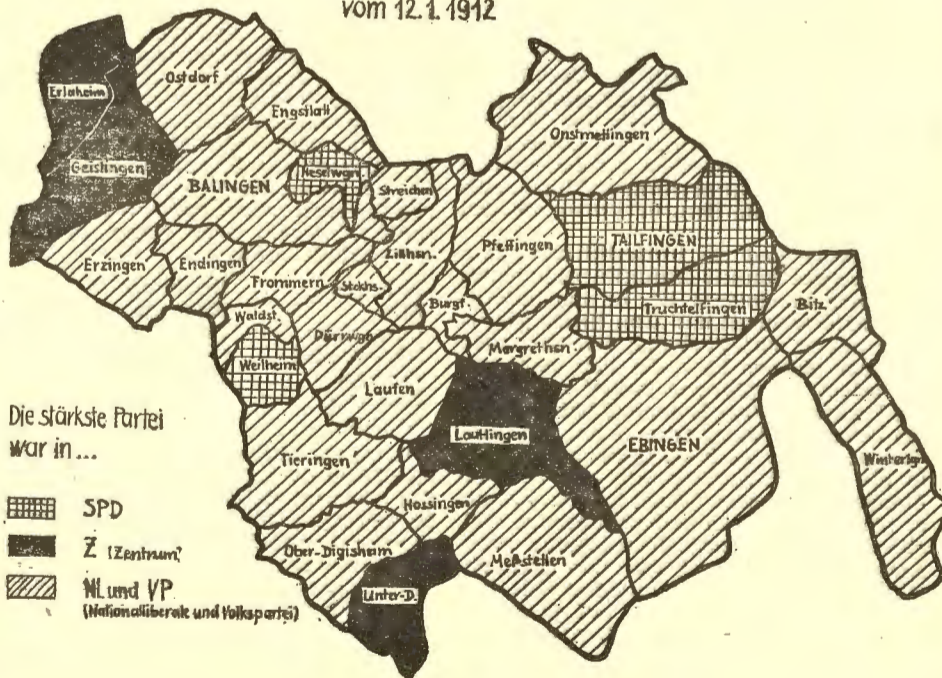 vom 12.1.1912
Ostdorf
Erlaheim
Engstlatt
Onstmettingen
Geislingen
Heselwgn.
BALINGEN
Streichen
Pfeffingen
TAILFINGEN
Zillhsn.
Erzingen
Endingen
Frommern
Stckhs.
Burgf.
Truchtelfingen
Bitz
Waldst.
Dürrwgn
Margrethsn.
Weilheim
Laufen
Die stärkste Partei
war in ...
Lautlingen
EBINGEN
Tieringen
Winterlgn.
Hossingen
SPD
Z (Zentrum)
Ober-Digisheim
Meßstetten
NL und VP
(Nationalliberale und Volkspartei)
Unter-D.